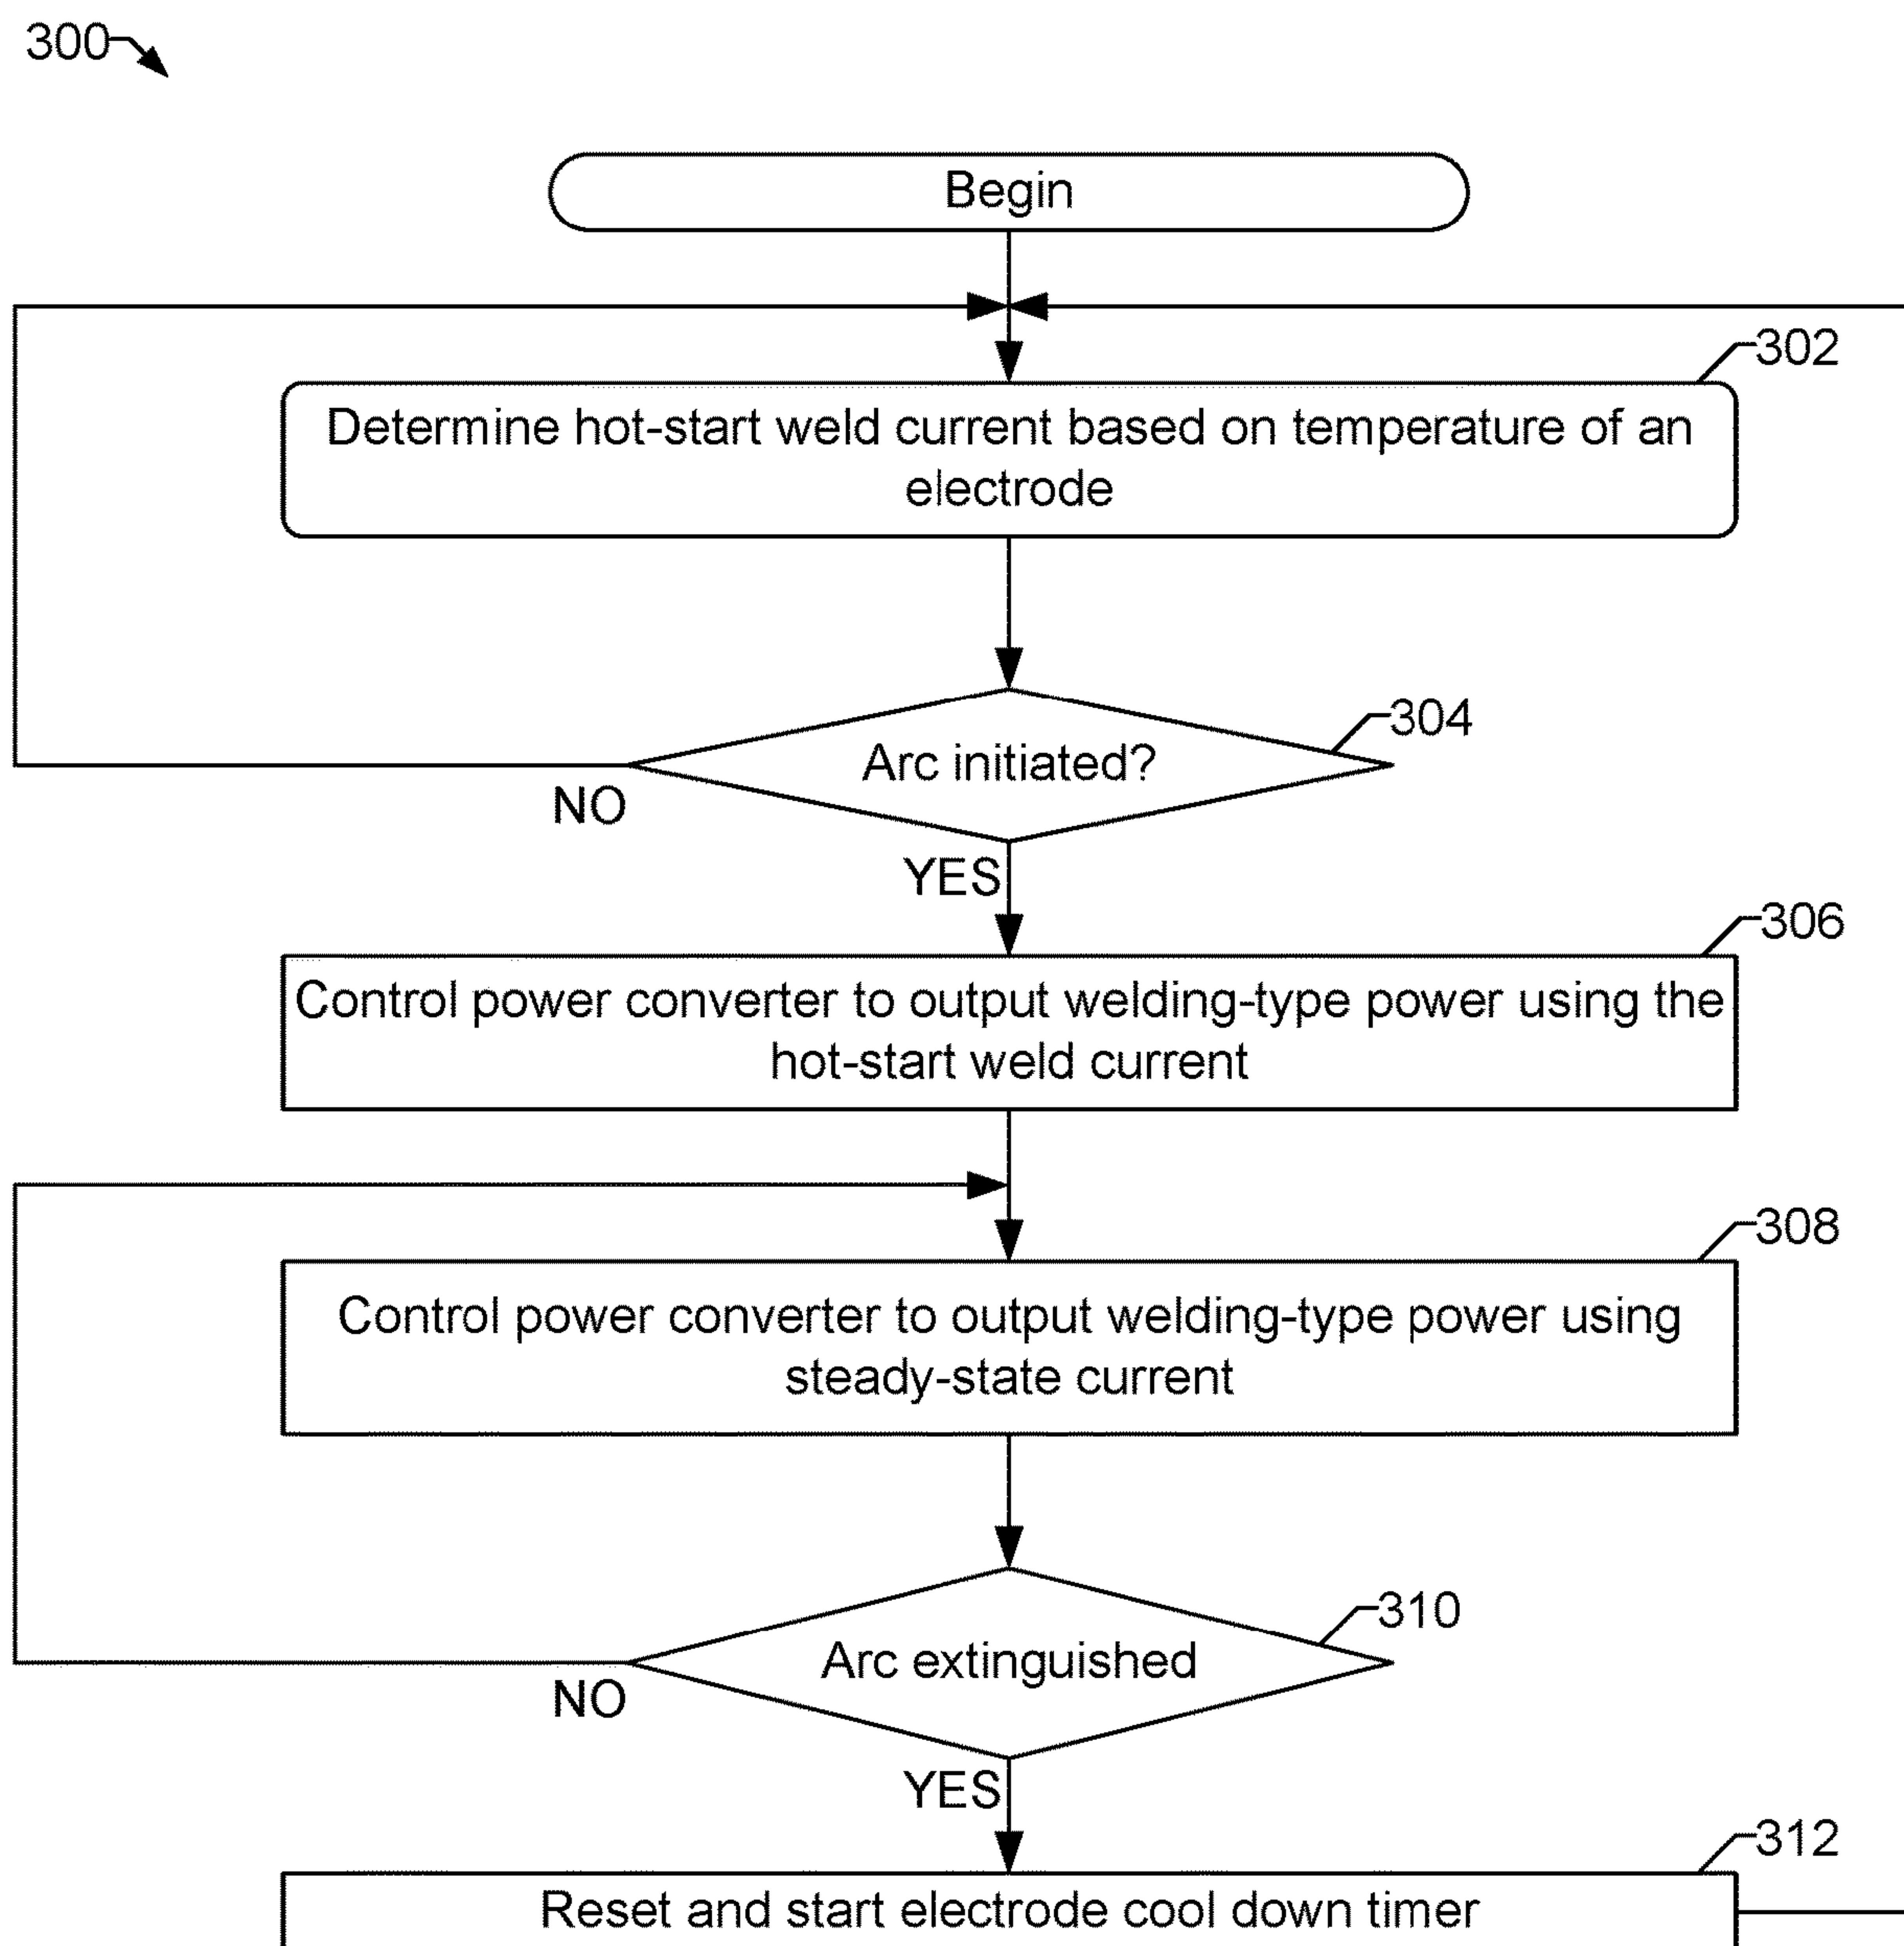 300
Begin
302
Determine hot-start weld current based on temperature of an
electrode
304
Arc initiated?
NO
YES
306
Control power converter to output welding-type power using the
hot-start weld current
308
Control power converter to output welding-type power using
steady-state current
310
Arc extinguished
NO
YES
312
Reset and start electrode cool down timer